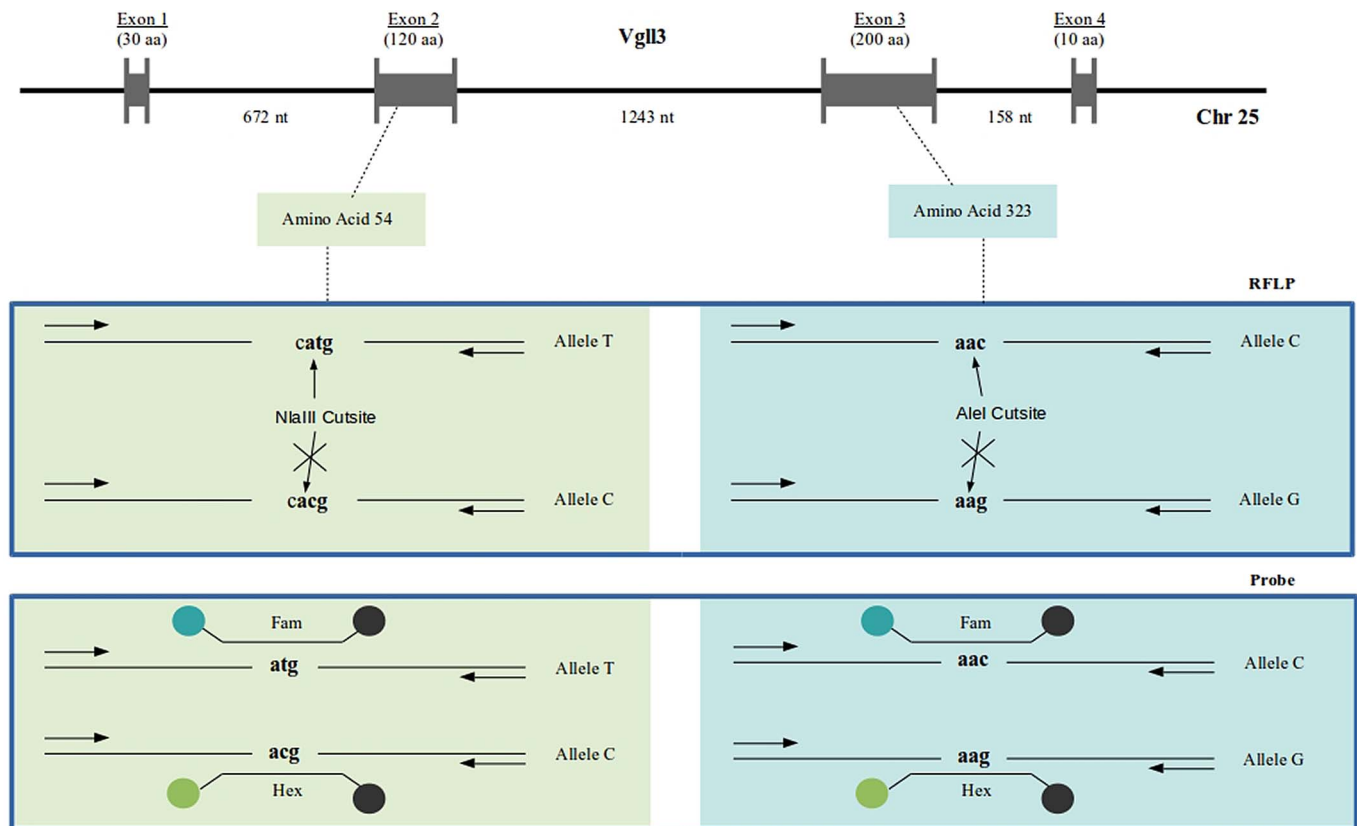 Exon 1
(30 aa)
Exon 2
(120 aa)
Vgll3
Exon 3
(200 aa)
Exon 4
(10 aa)
672 nt
1243 nt
158 nt
Chr 25
Amino Acid 54
Amino Acid 323
RFLP
catg
Allele T
NlaIII Cutsite
cacg
Allele C
aac
Allele C
AleI Cutsite
aag
Allele G
Probe
Fam
atg
Allele T
acg
Allele C
Hex
Fam
aac
Allele C
aag
Allele G
Hex